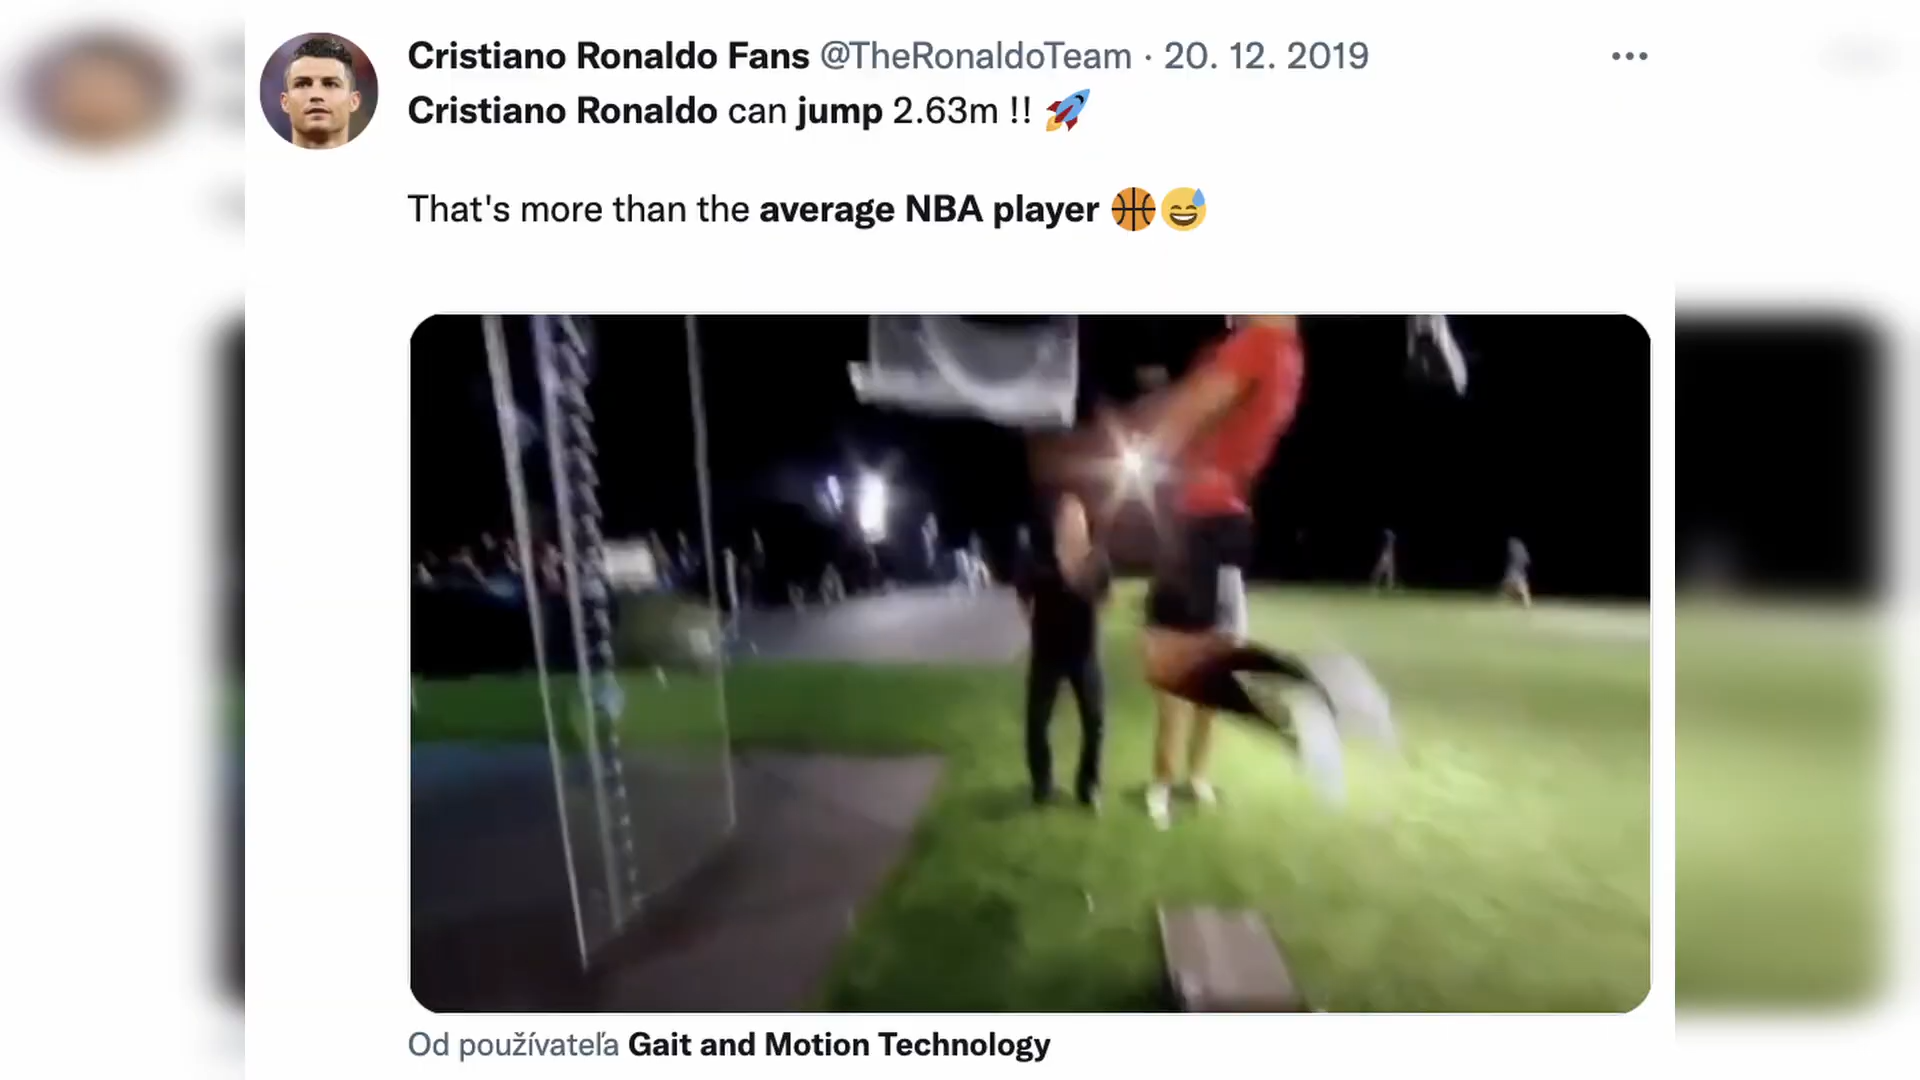 Cristiano Ronaldo Fans @TheRonaldoTeam · 20. 12. 2019
Cristiano Ronaldo can jump 2.63m !! 🚀
That's more than the average NBA player 🏀😅
Od používateľa Gait and Motion Technology